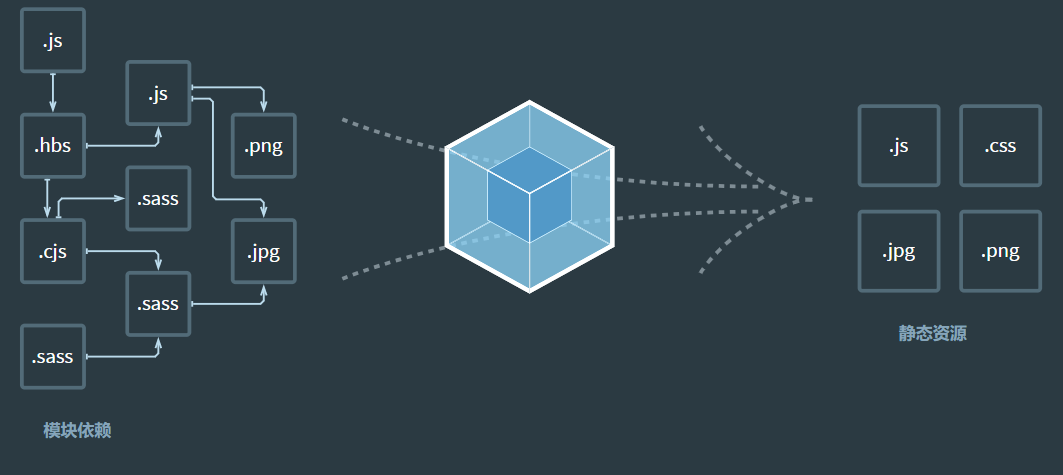 .js
.js
.hbs
.png
.sass
.cjs
.jpg
.sass
.sass
模块依赖
.js
.css
.jpg
.png
静态资源